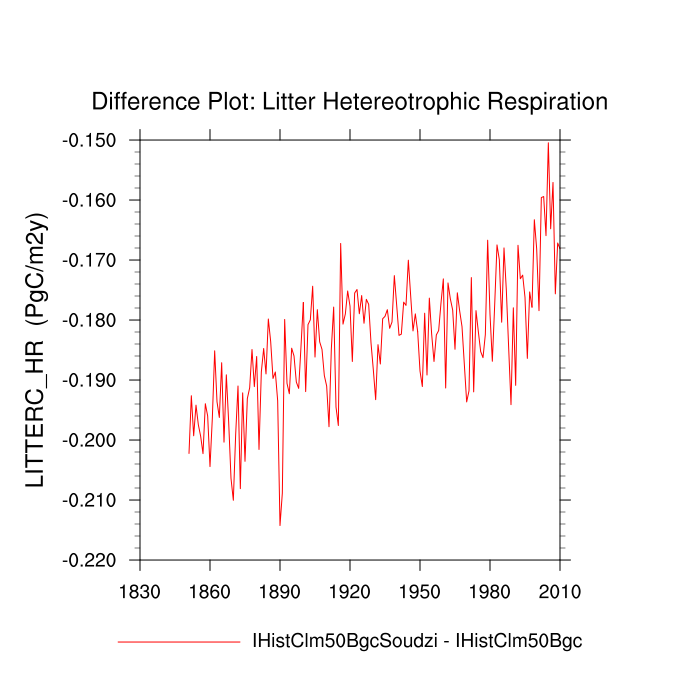 Difference Plot: Litter Hetereotrophic Respiration
LITTERC_HR (PgC/m2y)
-0.150
-0.160
-0.170
-0.180
-0.190
-0.200
-0.210
-0.220
1830 1860 1890 1920 1950 1980 2010
IHistClm50BgcSoudzi - IHistClm50Bgc